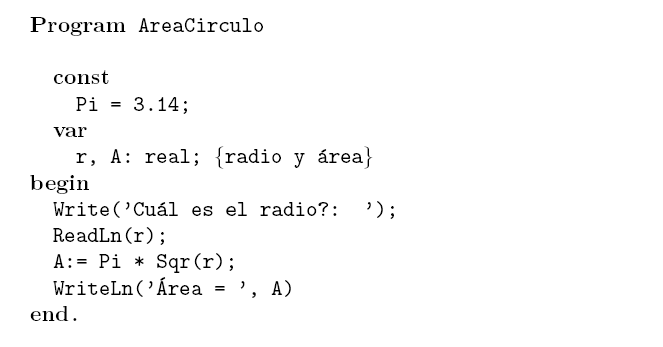 Program AreaCirculo
const
Pi = 3.14;
var
r, A: real; {radio y área}
begin
Write('Cuál es el radio?:  ');
ReadLn(r);
A:= Pi * Sqr(r);
WriteLn('Área = ', A)
end.